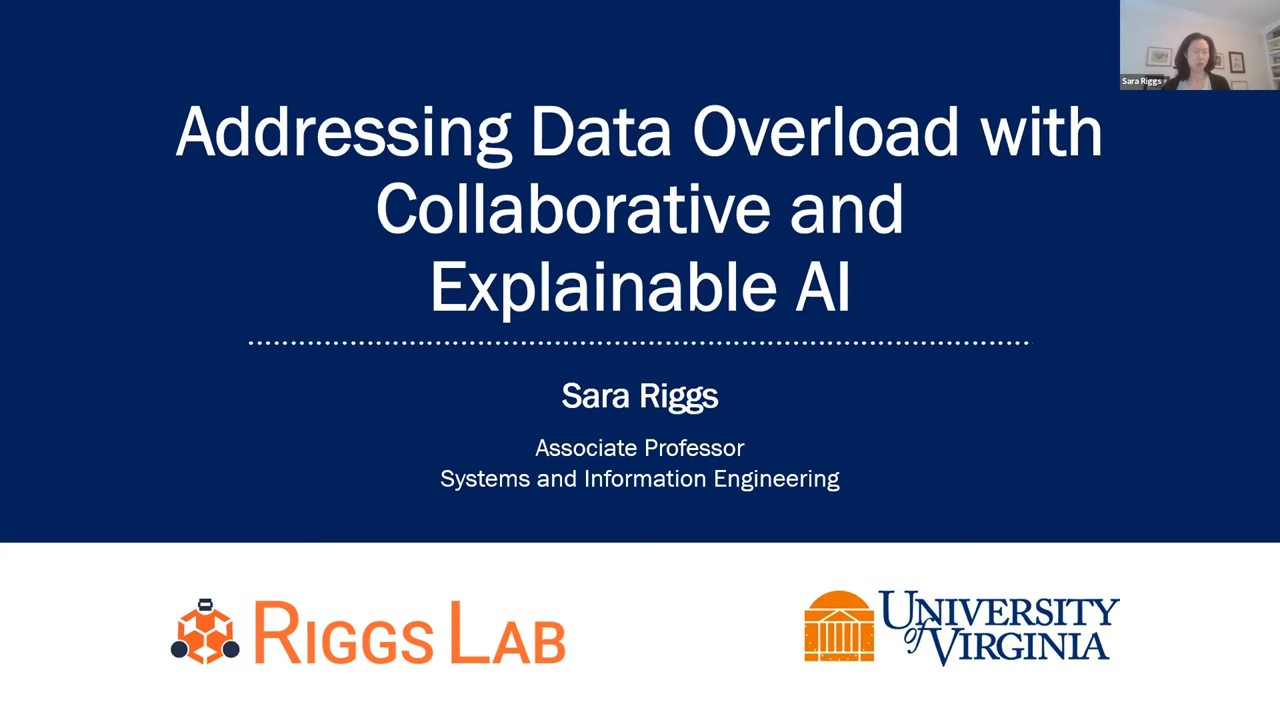 Sara Riggs
Addressing Data Overload with
Collaborative and
Explainable AI
Sara Riggs
Associate Professor
Systems and Information Engineering
RIGGS LAB
UNIVERSITY
of VIRGINIA